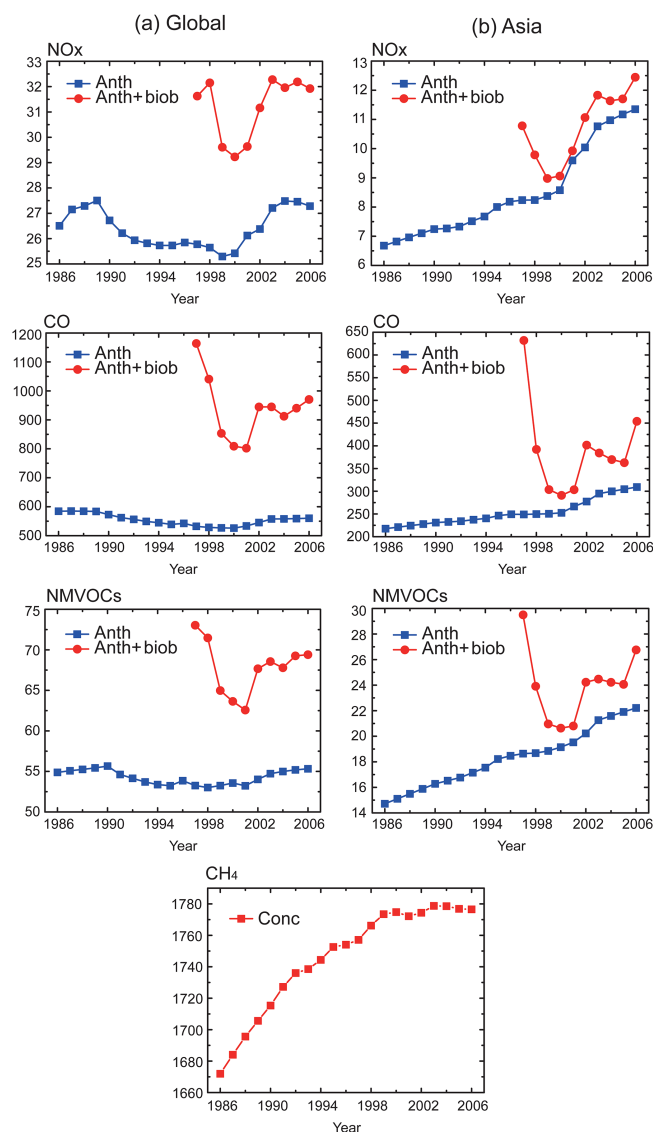 (a) Global
(b) Asia
NOx
33
32
31
30
29
28
27
26
25
Anth
Anth+biob
1986 1990 1994 1998 2002 2006
Year
NOx
13
12
11
10
9
8
7
6
Anth
Anth+biob
1986 1990 1994 1998 2002 2006
Year
CO
1200
1100
1000
900
800
700
600
500
Anth
Anth+biob
1986 1990 1994 1998 2002 2006
Year
CO
650
600
550
500
450
400
350
300
250
200
Anth
Anth+biob
1986 1990 1994 1998 2002 2006
Year
NMVOCs
75
70
65
60
55
50
Anth
Anth+biob
1986 1990 1994 1998 2002 2006
Year
NMVOCs
30
28
26
24
22
20
18
16
14
Anth
Anth+biob
1986 1990 1994 1998 2002 2006
Year
CH₄
1780
1760
1740
1720
1700
1680
1660
Conc
1986 1990 1994 1998 2002 2006
Year